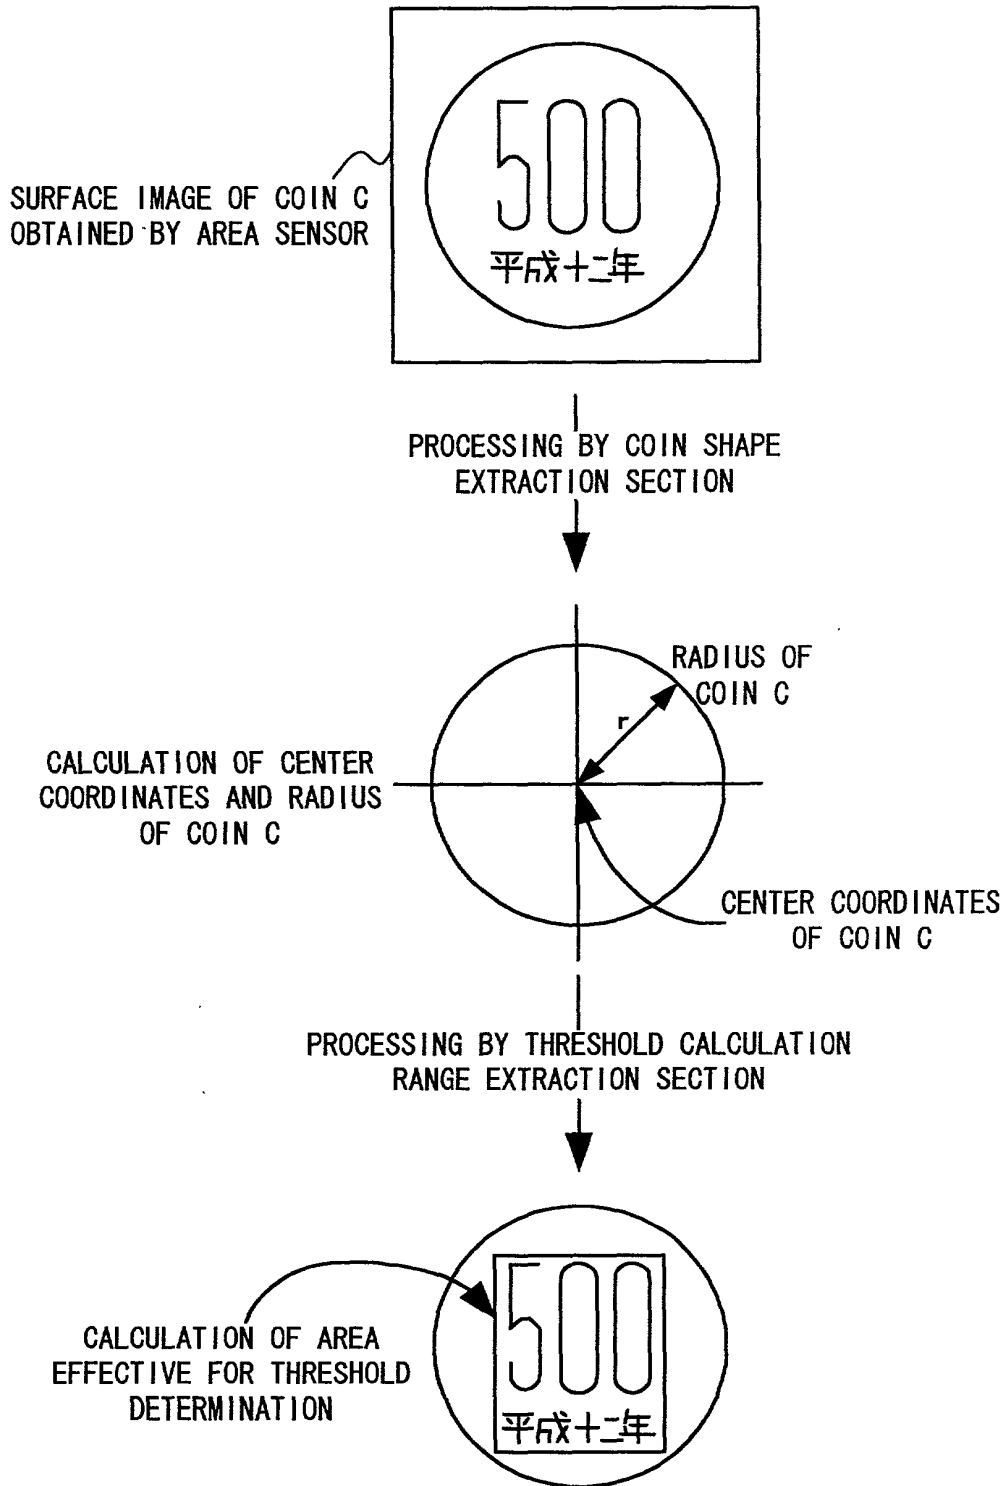 500
平成十二年
SURFACE IMAGE OF COIN C
OBTAINED BY AREA SENSOR
PROCESSING BY COIN SHAPE
EXTRACTION SECTION
RADIUS OF
COIN C
r
CALCULATION OF CENTER
COORDINATES AND RADIUS
OF COIN C
CENTER COORDINATES
OF COIN C
PROCESSING BY THRESHOLD CALCULATION
RANGE EXTRACTION SECTION
500
平成十二年
CALCULATION OF AREA
EFFECTIVE FOR THRESHOLD
DETERMINATION